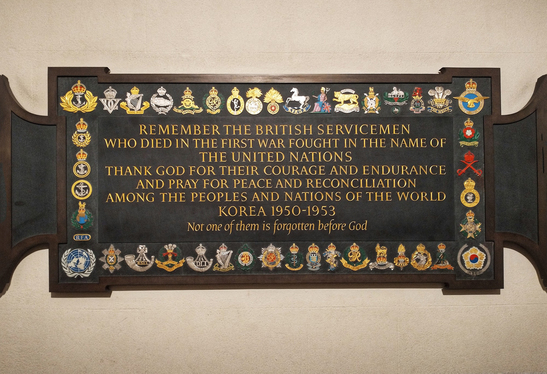 REMEMBER THE BRITISH SERVICEMEN
WHO DIED IN THE FIRST WAR FOUGHT IN THE NAME OF
THE UNITED NATIONS
THANK GOD FOR THEIR COURAGE AND ENDURANCE
AND PRAY FOR PEACE AND RECONCILIATION
AMONG THE PEOPLES AND NATIONS OF THE WORLD
KOREA 1950-1953
Not one of them is forgotten before God
RFA